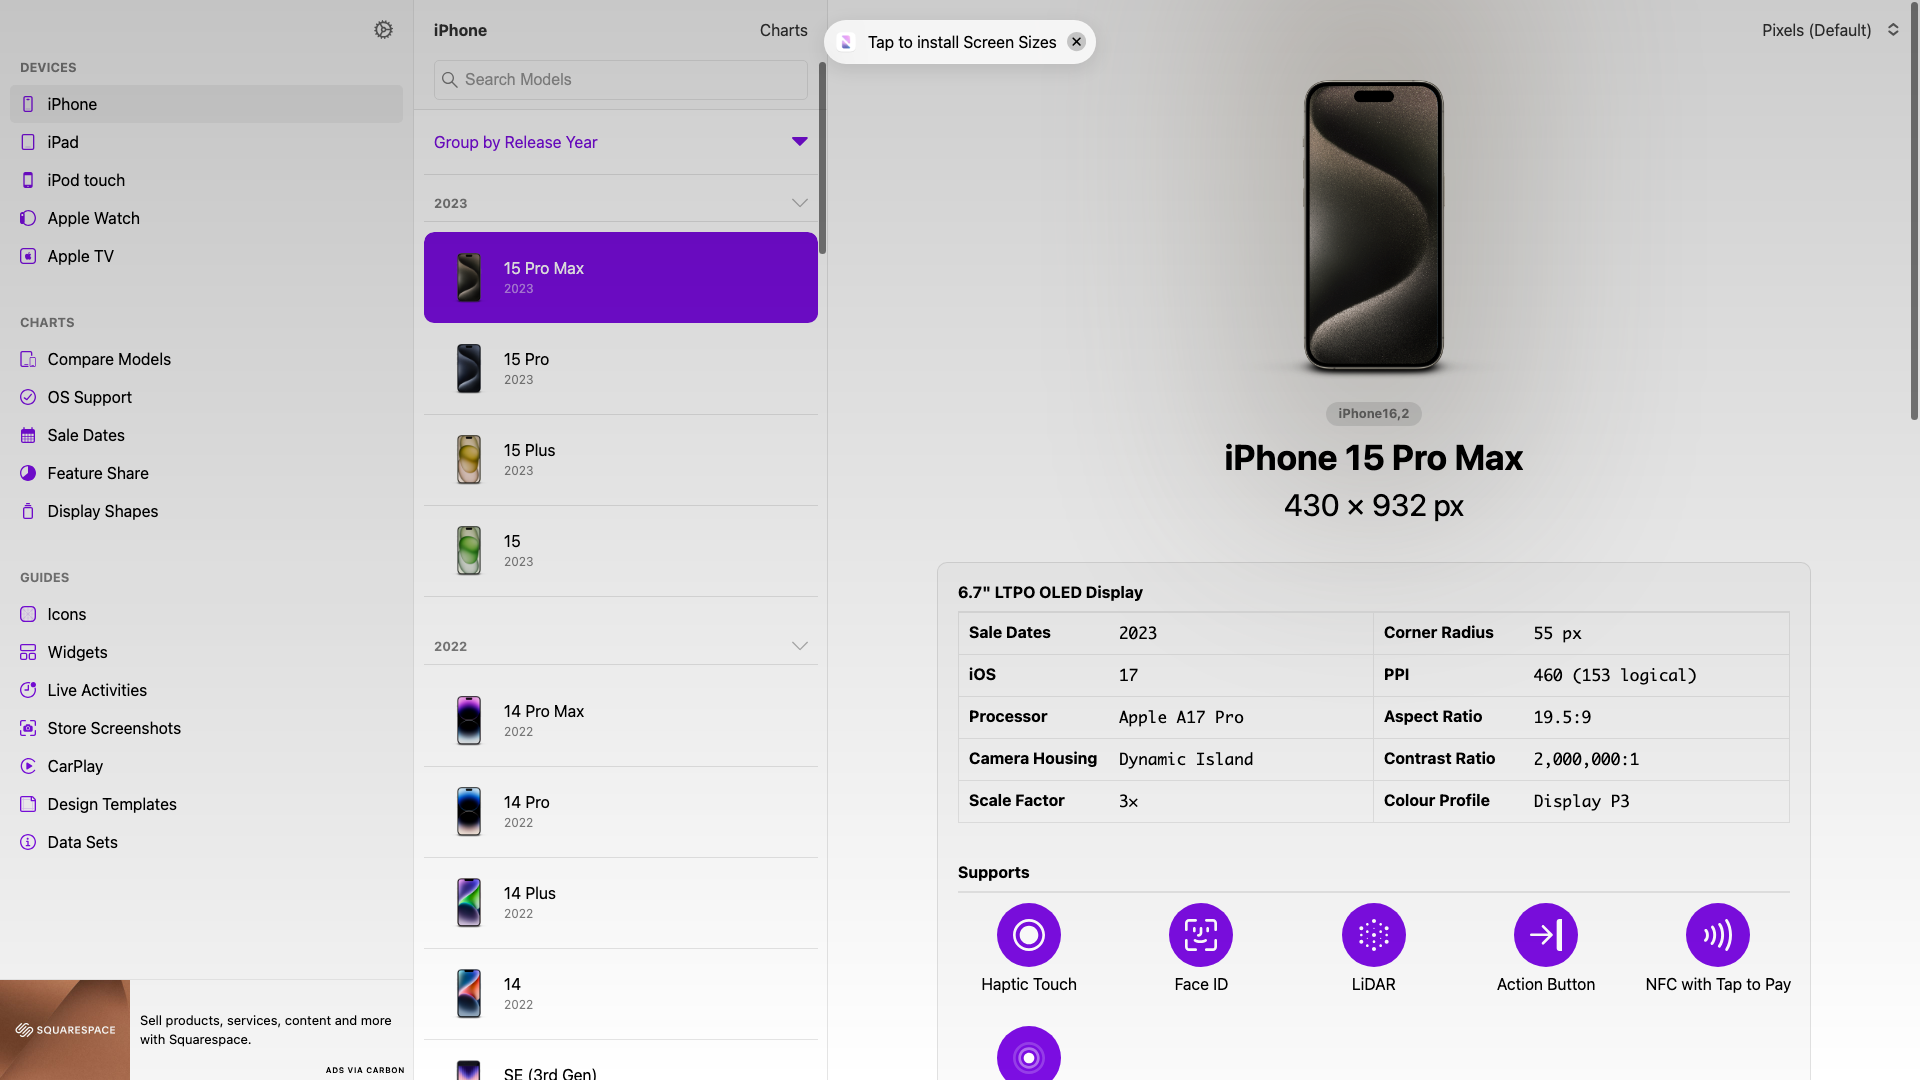 DEVICES
iPhone
iPad
iPod touch
Apple Watch
Apple TV
CHARTS
Compare Models
OS Support
Sale Dates
Feature Share
Display Shapes
GUIDES
Icons
Widgets
Live Activities
Store Screenshots
CarPlay
Design Templates
Data Sets
SQUARESPACE
Sell products, services, content and more
with Squarespace.
ADS VIA CARBON
iPhone
Charts
Search Models
Group by Release Year
2023
15 Pro Max
2023
15 Pro
2023
15 Plus
2023
15
2023
2022
14 Pro Max
2022
14 Pro
2022
14 Plus
2022
14
2022
SE (3rd Gen)
Tap to install Screen Sizes
Pixels (Default)
iPhone16,2
iPhone 15 Pro Max
430 × 932 px
6.7" LTPO OLED Display
Sale Dates 2023
Corner Radius 55 px
iOS 17
PPI 460 (153 logical)
Processor Apple A17 Pro
Aspect Ratio 19.5:9
Camera Housing Dynamic Island
Contrast Ratio 2,000,000:1
Scale Factor 3×
Colour Profile Display P3
Supports
Haptic Touch
Face ID
LiDAR
Action Button
NFC with Tap to Pay